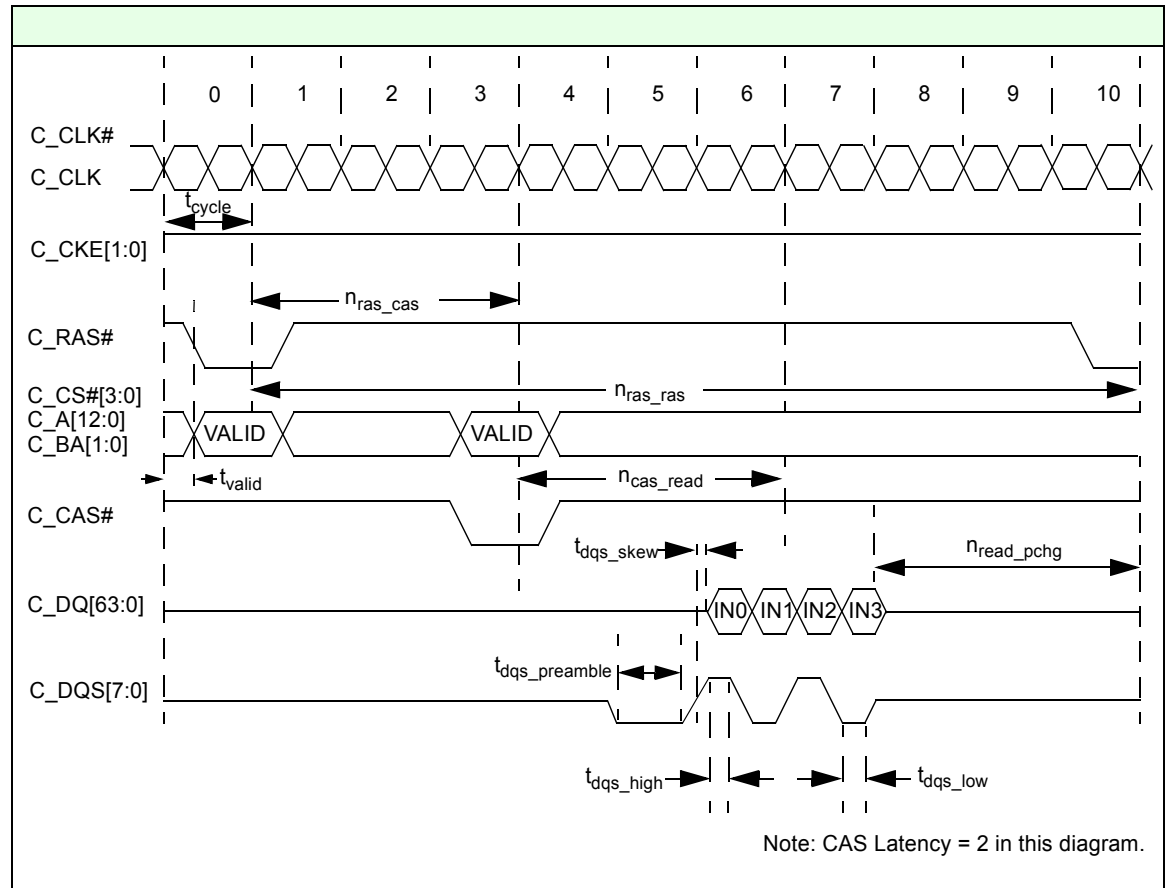 0 1 2 3 4 5 6 7 8 9 10
C_CLK#
C_CLK
tcycle
C_CKE[1:0]
nras_cas
C_RAS#
C_CS#[3:0]
nras_ras
C_A[12:0]
C_BA[1:0]
VALID VALID
tvalid
ncas_read
C_CAS#
tdqs_skew
nread_pchg
C_DQ[63:0]
IN0 IN1 IN2 IN3
tdqs_preamble
C_DQS[7:0]
tdqs_high
tdqs_low
Note: CAS Latency = 2 in this diagram.